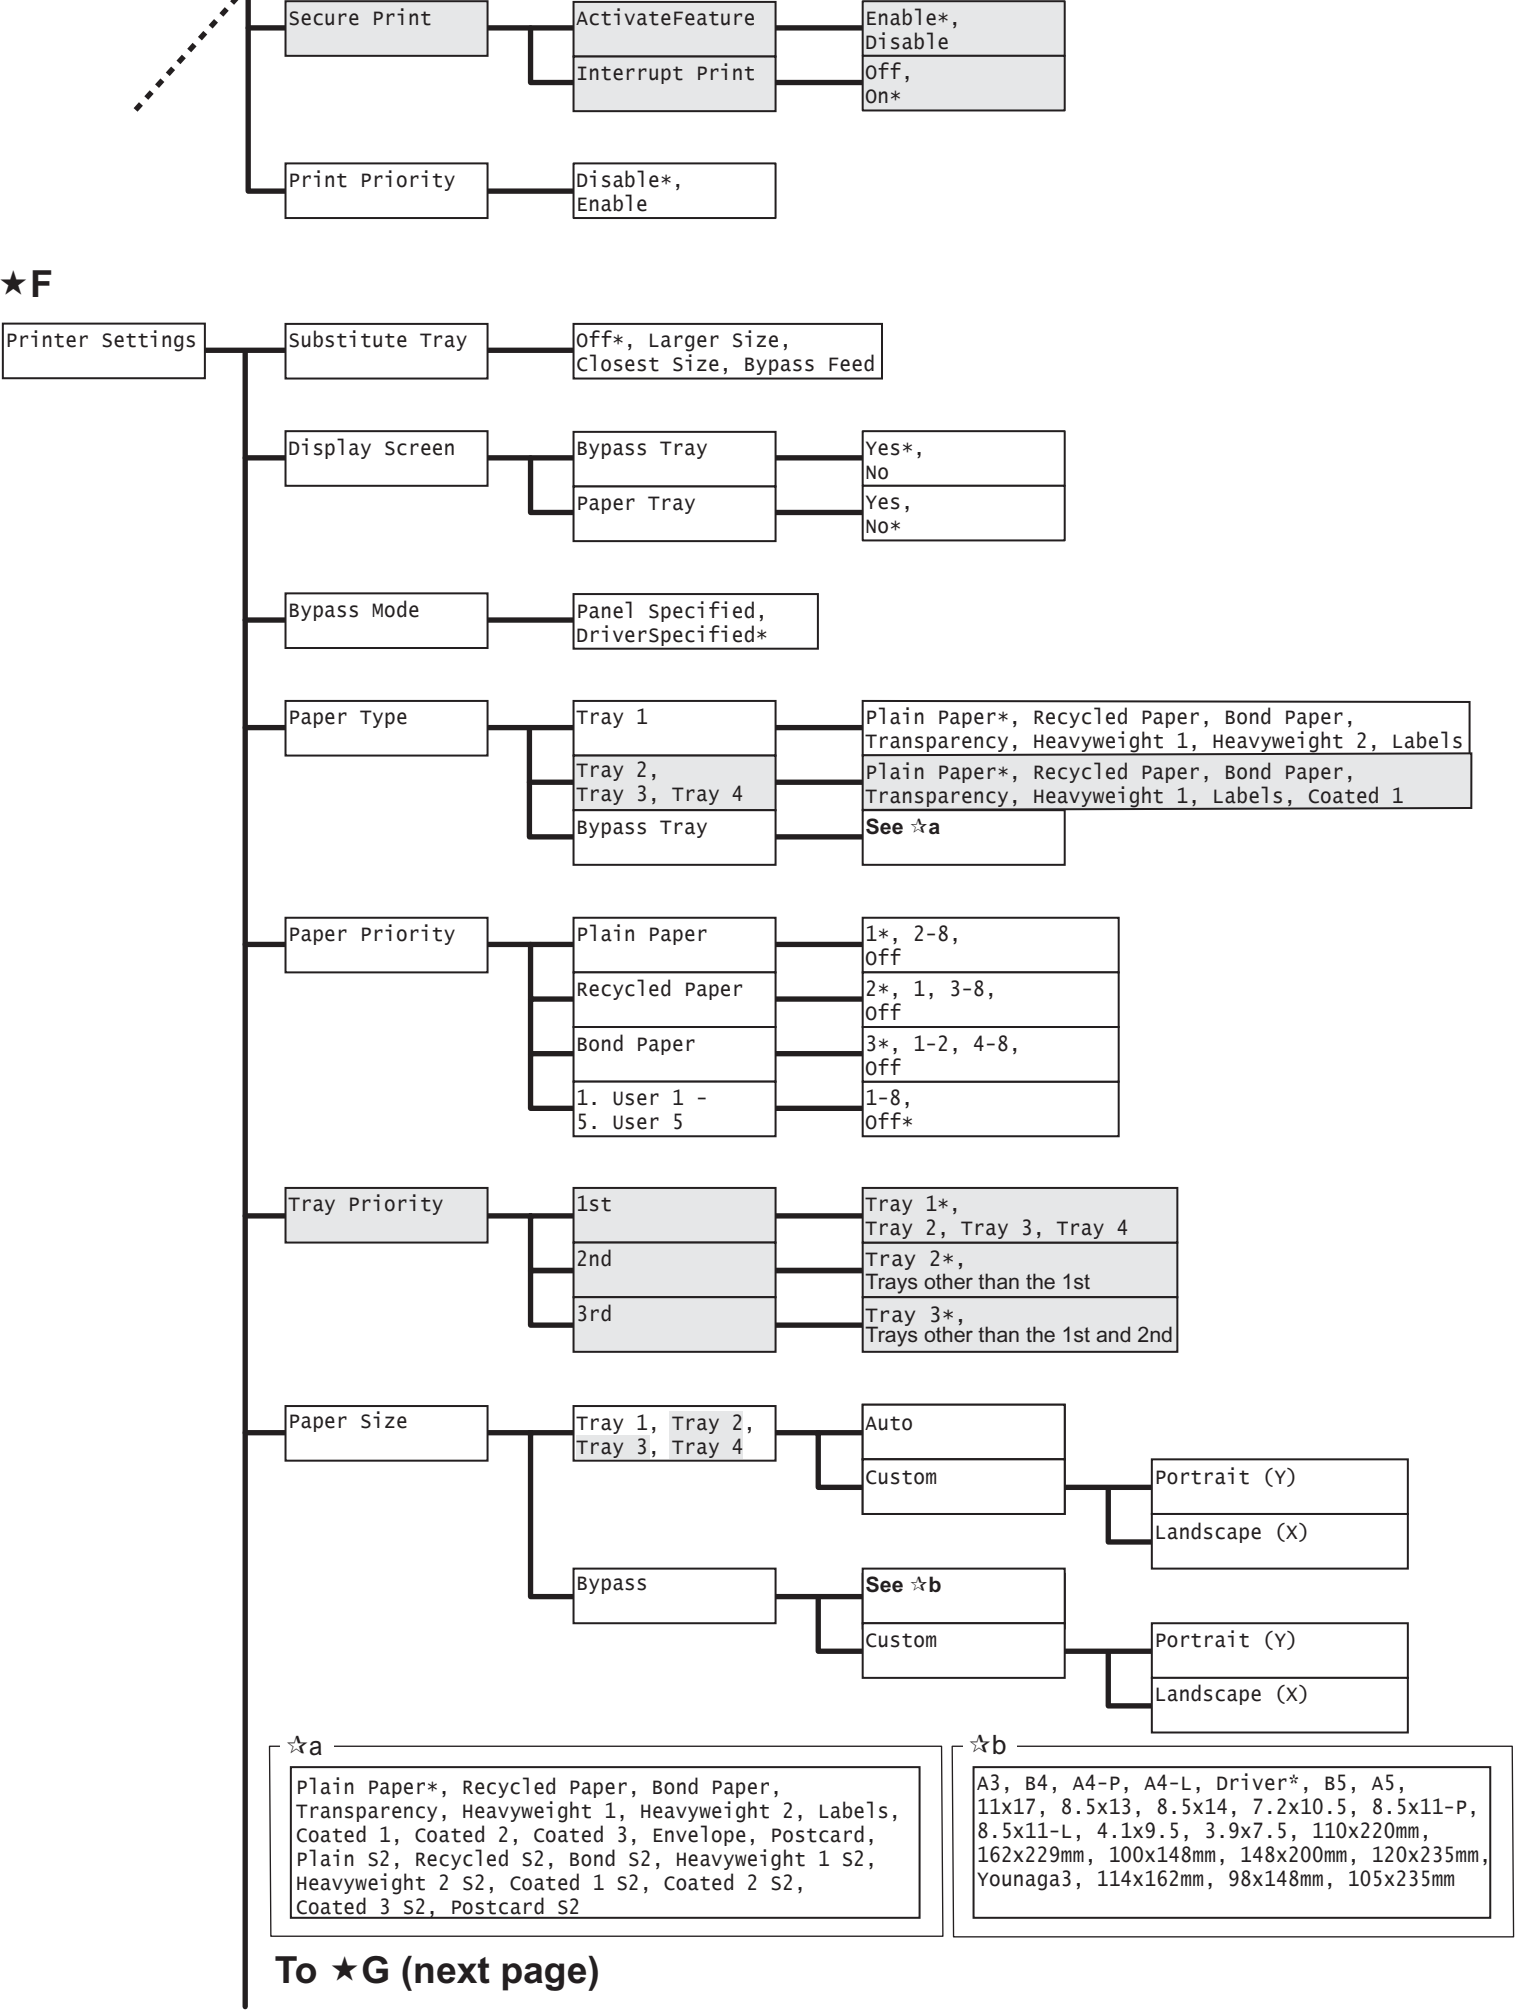 Secure Print
ActivateFeature
Enable*,
Disable
Interrupt Print
Off,
On*
Print Priority
Disable*,
Enable
★F
Printer Settings
Substitute Tray
Off*, Larger Size,
Closest Size, Bypass Feed
Display Screen
Bypass Tray
Yes*,
No
Paper Tray
Yes,
No*
Bypass Mode
Panel Specified,
DriverSpecified*
Paper Type
Tray 1
Plain Paper*, Recycled Paper, Bond Paper,
Transparency, Heavyweight 1, Heavyweight 2, Labels
Tray 2,
Tray 3, Tray 4
Plain Paper*, Recycled Paper, Bond Paper,
Transparency, Heavyweight 1, Labels, Coated 1
Bypass Tray
See ☆a
Paper Priority
Plain Paper
1*, 2-8,
Off
Recycled Paper
2*, 1, 3-8,
Off
Bond Paper
3*, 1-2, 4-8,
Off
1. User 1 -
5. User 5
1-8,
Off*
Tray Priority
1st
Tray 1*,
Tray 2, Tray 3, Tray 4
2nd
Tray 2*,
Trays other than the 1st
3rd
Tray 3*,
Trays other than the 1st and 2nd
Paper Size
Tray 1, Tray 2,
Tray 3, Tray 4
Auto
Custom
Portrait (Y)
Landscape (X)
Bypass
See ☆b
Custom
Portrait (Y)
Landscape (X)
☆a
Plain Paper*, Recycled Paper, Bond Paper,
Transparency, Heavyweight 1, Heavyweight 2, Labels,
Coated 1, Coated 2, Coated 3, Envelope, Postcard,
Plain S2, Recycled S2, Bond S2, Heavyweight 1 S2,
Heavyweight 2 S2, Coated 1 S2, Coated 2 S2,
Coated 3 S2, Postcard S2
☆b
A3, B4, A4-P, A4-L, Driver*, B5, A5,
11x17, 8.5x13, 8.5x14, 7.2x10.5, 8.5x11-P,
8.5x11-L, 4.1x9.5, 3.9x7.5, 110x220mm,
162x229mm, 100x148mm, 148x200mm, 120x235mm,
Younaga3, 114x162mm, 98x148mm, 105x235mm
To ★G (next page)